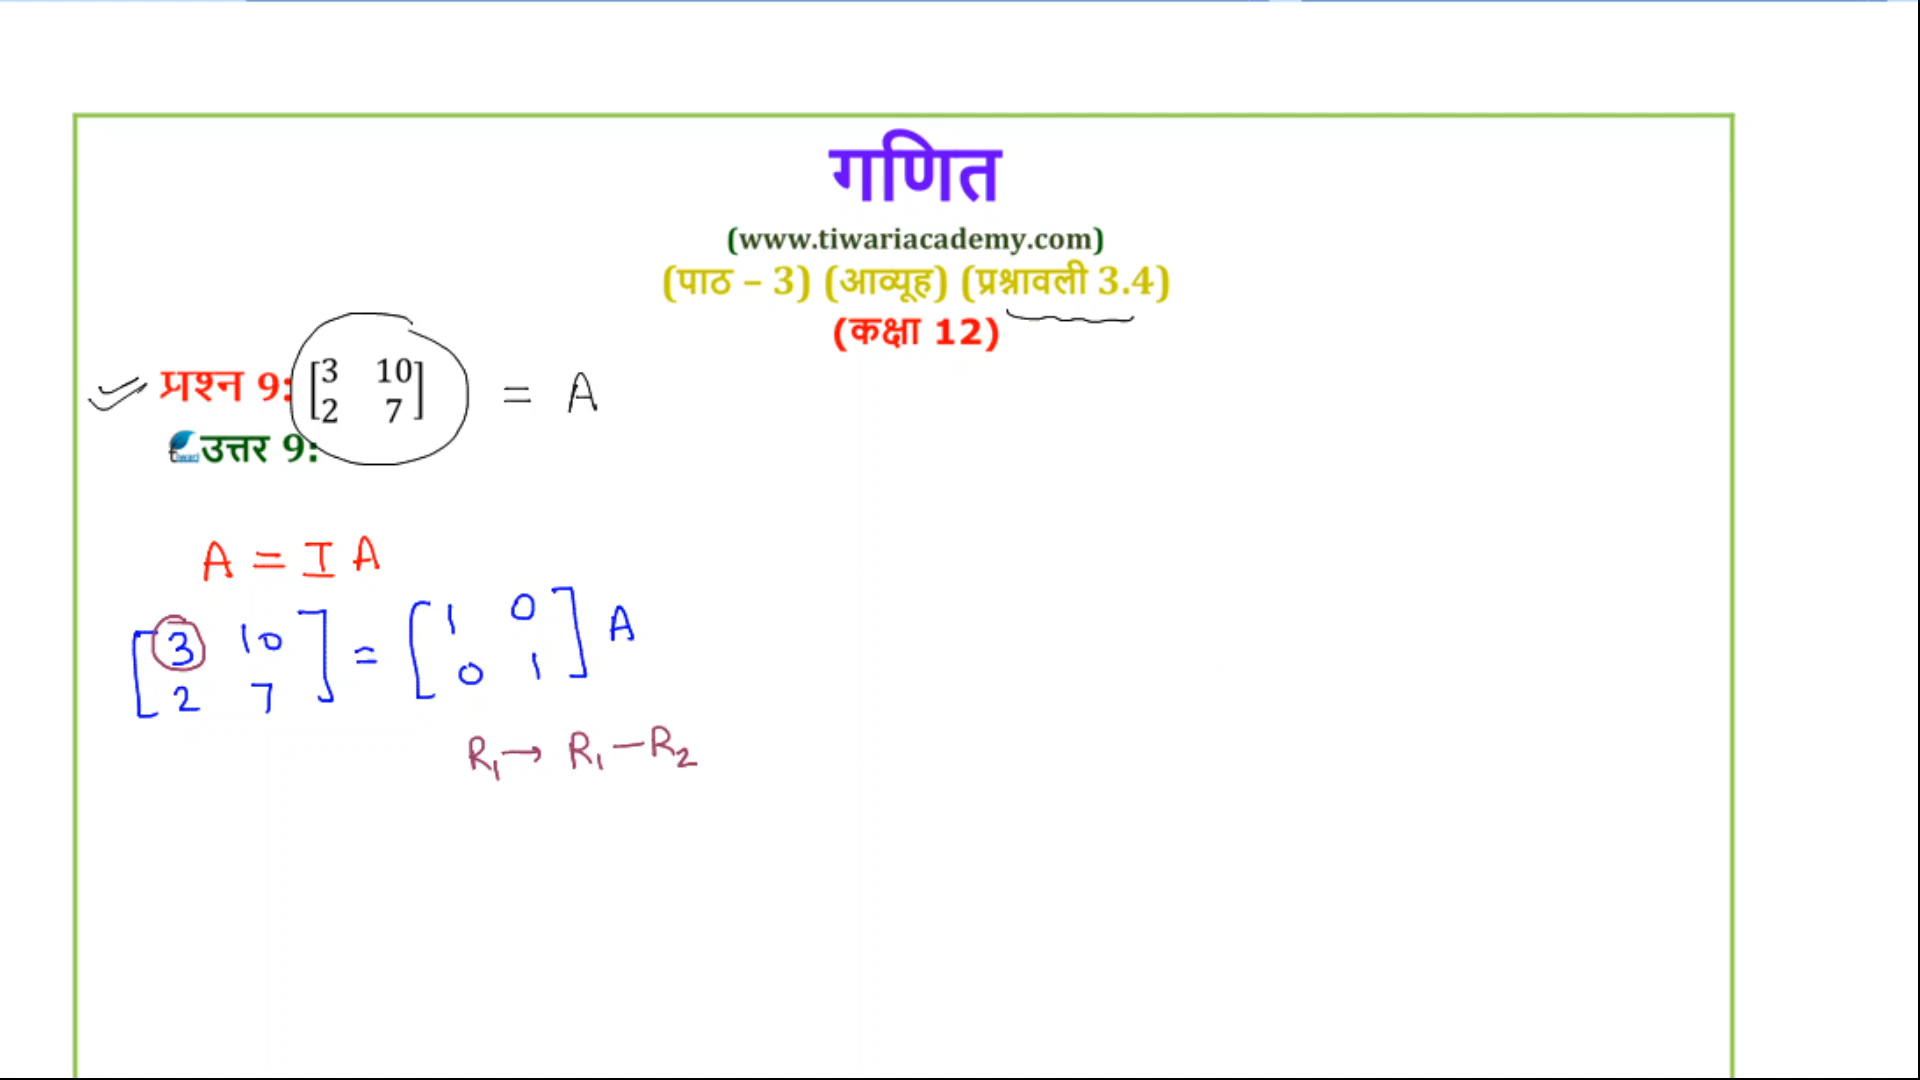 गणित
(www.tiwariacademy.com)
(पाठ – 3) (आव्यूह) (प्रश्नावली 3.4)
(कक्षा 12)
प्रश्न 9: [3 10] = A
[2 7]
उत्तर 9:
A = I A
[3 10] = [1 0] A
[2 7] [0 1]
R₁ → R₁ – R₂